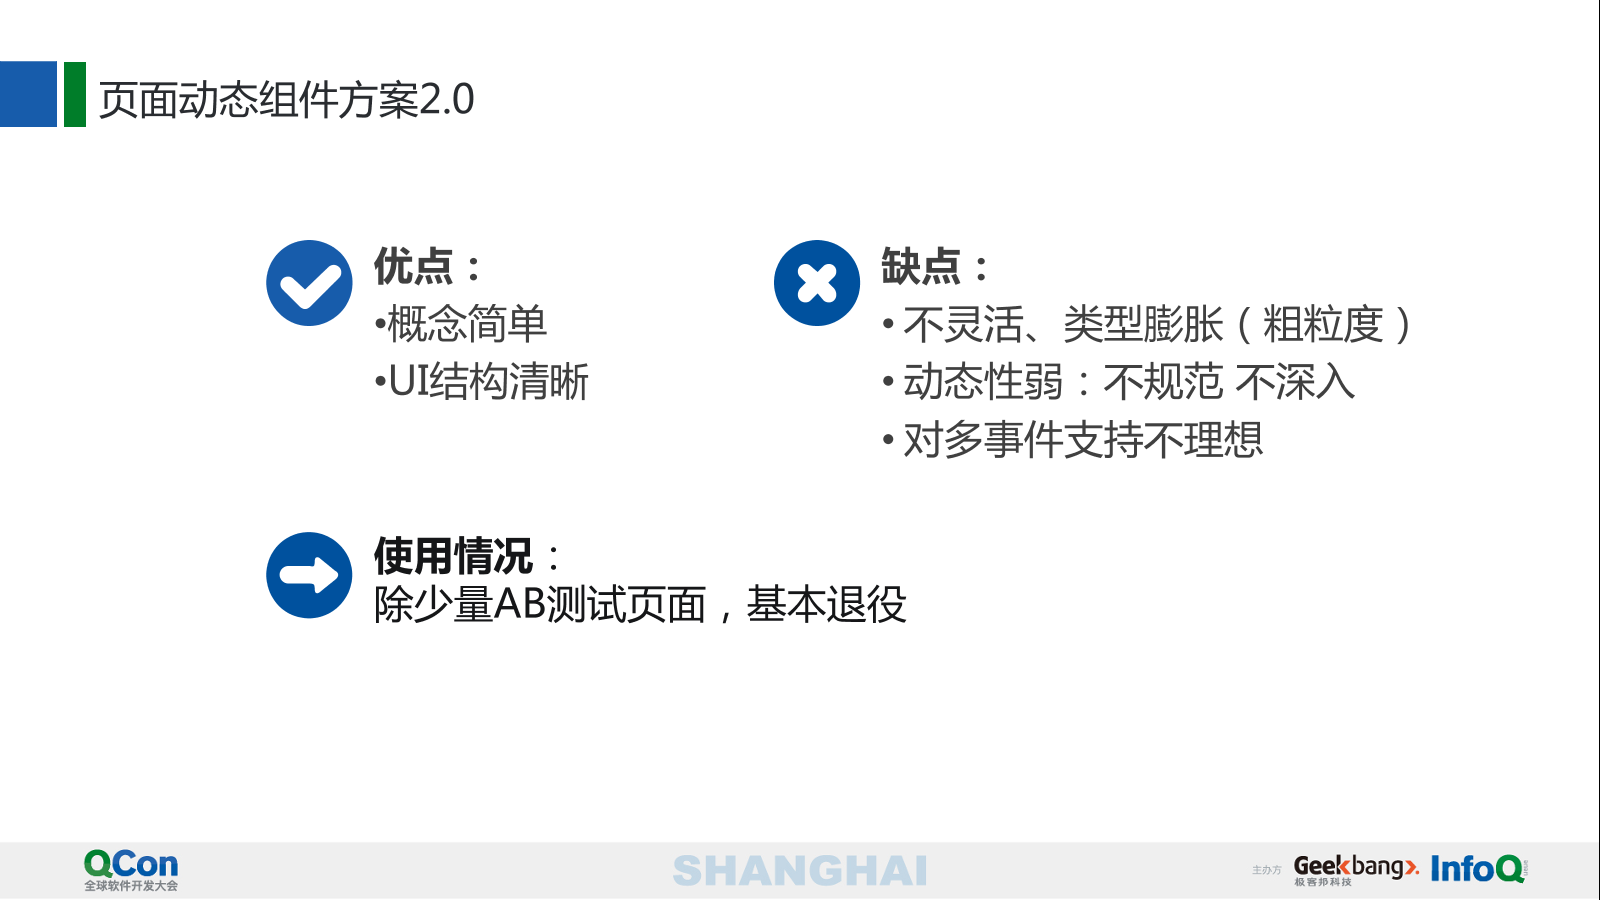 页面动态组件方案2.0
优点：
•概念简单
•UI结构清晰
缺点：
• 不灵活、类型膨胀（粗粒度）
• 动态性弱：不规范 不深入
• 对多事件支持不理想
使用情况：
除少量AB测试页面，基本退役
QCon
全球软件开发大会
SHANGHAI
主办方
Geekbang>.
极客邦科技
InfoQ